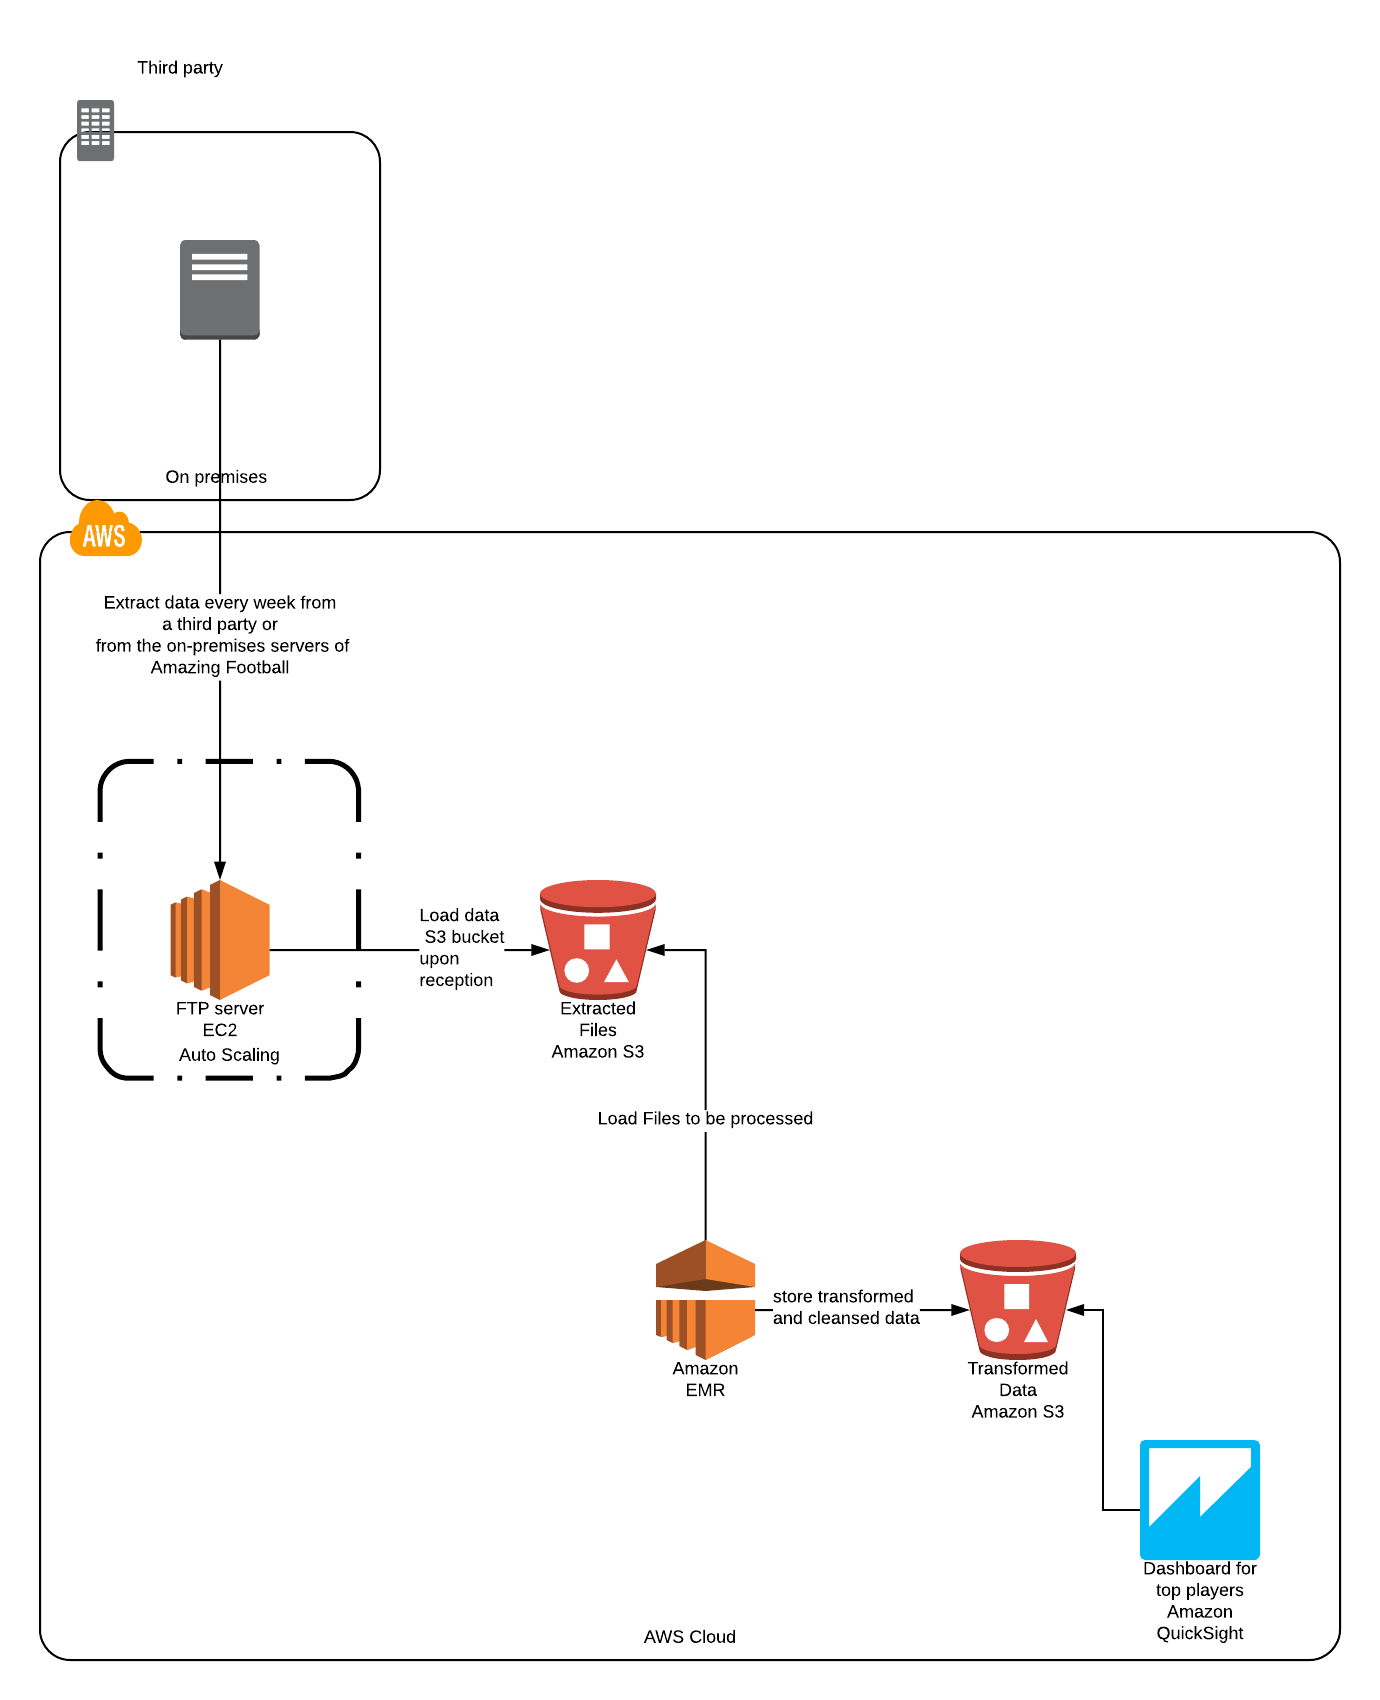 Third party
On premises
AWS
Extract data every week from
a third party or
from the on-premises servers of
Amazing Football
Load data
S3 bucket
upon
reception
FTP server
EC2
Auto Scaling
Extracted
Files
Amazon S3
Load Files to be processed
store transformed
and cleansed data
Amazon
EMR
Transformed
Data
Amazon S3
Dashboard for
top players
Amazon
QuickSight
AWS Cloud